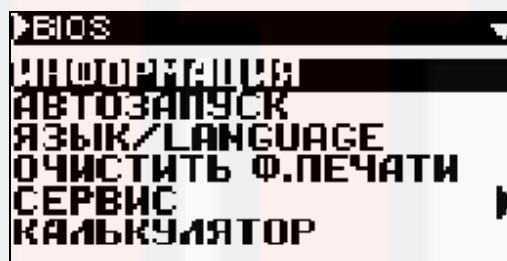 BIOS
ИНФОРМАЦИЯ
АВТОЗАПУСК
ЯЗЫК/LANGUAGE
ОЧИСТИТЬ Ф.ПЕЧАТИ
СЕРВИС
КАЛЬКУЛЯТОР